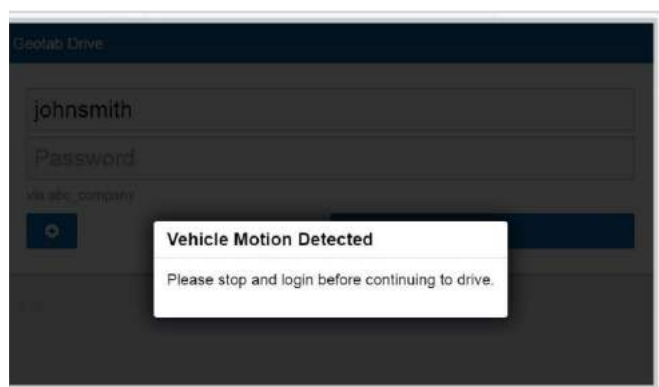 Geotab Drive
johnsmith
Password
via abc_company
Vehicle Motion Detected
Please stop and login before continuing to drive.